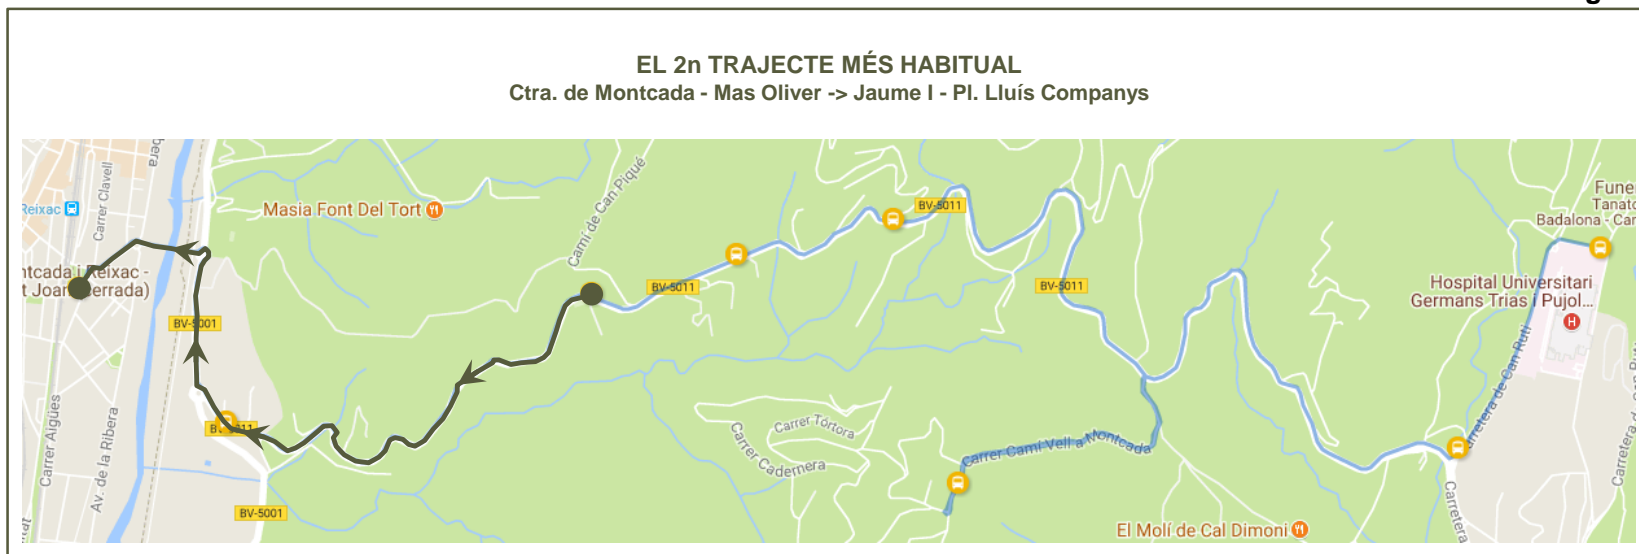 EL 2n TRAJECTE MÉS HABITUAL
Ctra. de Montcada - Mas Oliver -> Jaume I - Pl. Lluís Companys
Carrer Clavell
Reixac
Masia Font Del Tort
Camí de Can Piqué
BV-5011
BV-5011
BV-5011
BV-5001
BV-5001
Reixac -
Carrer Aigües
Av. de la Ribera
Carrer Tórtora
Carrer Cadernera
Carrer Camí Vell a Montcada
El Molí de Cal Dimoni
Badalona - Can
Hospital Universitari
Germans Trias i Pujol...
H
Carretera de Can Ruti
Carretera